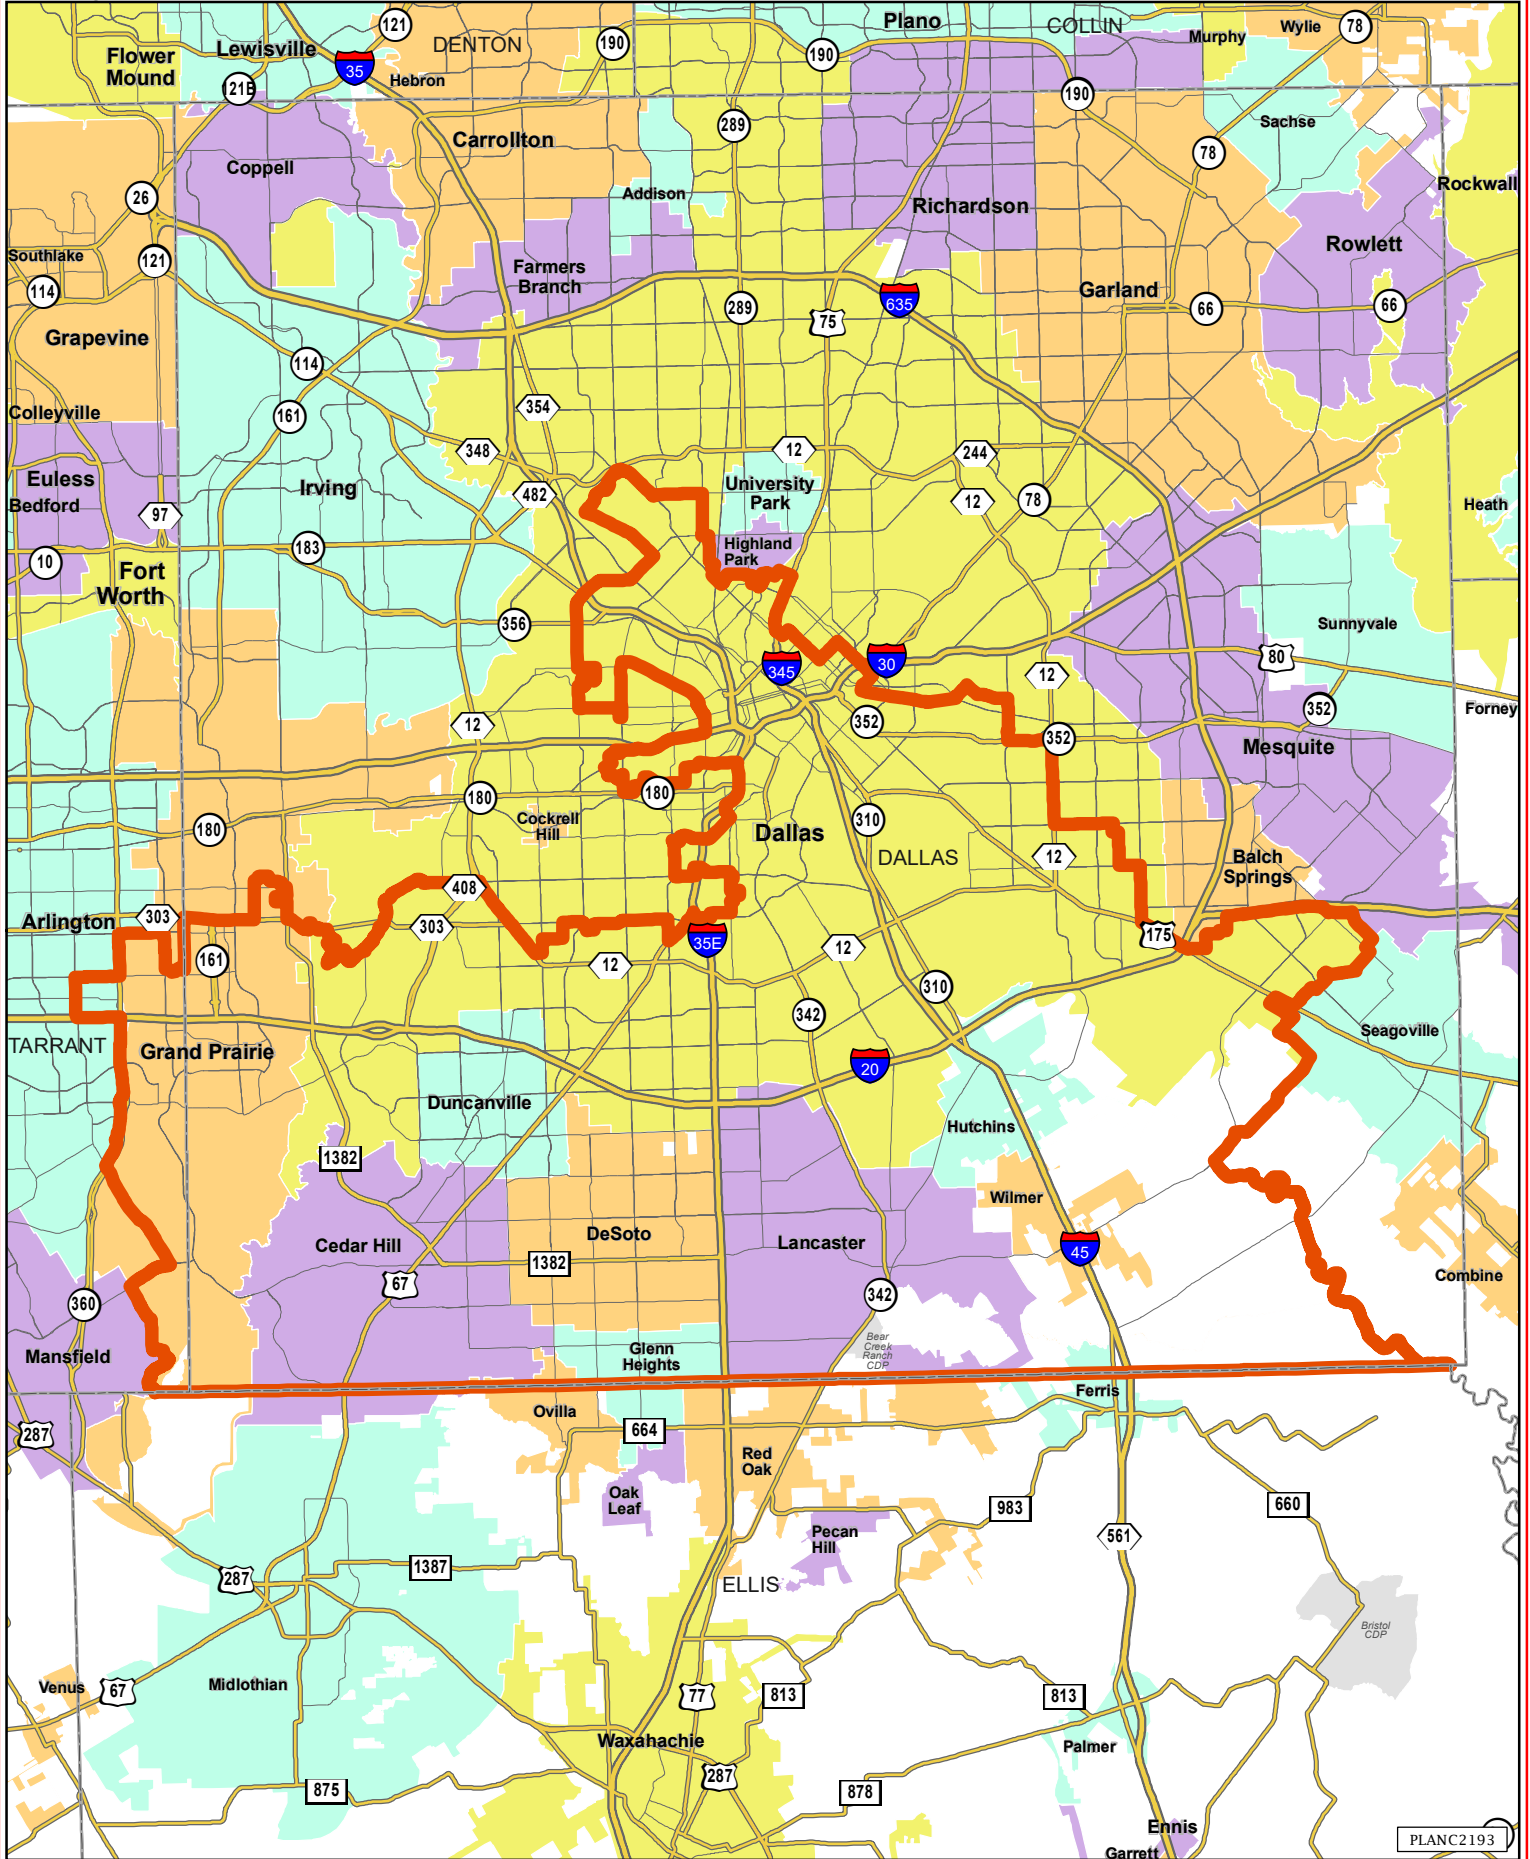 121
Plano
COLLIN
78
Flower
Mound
Lewisville
DENTON
190
190
Murphy
Wylie
35
Hebron
121B
190
Carrollton
289
Sachse
Coppell
78
26
Addison
Richardson
Rockwall
Southlake
121
Farmers
Branch
Rowlett
114
635
Garland
289
66
66
Grapevine
75
114
Colleyville
161
354
Euless
348
12
244
Bedford
Irving
482
University
Park
12
78
Heath
97
10
183
Highland
Park
Fort
Worth
356
Sunnyvale
345
30
80
12
12
352
352
352
Forney
Mesquite
180
180
180
Cockrell
Hill
310
Dallas
DALLAS
12
Balch
Springs
408
Arlington
303
303
175
35E
161
12
12
310
342
Seagoville
TARRANT
Grand Prairie
20
Duncanville
Hutchins
1382
Wilmer
DeSoto
Cedar Hill
Lancaster
1382
45
67
Combine
360
342
Bear
Creek
Ranch
CDP
Mansfield
Glenn
Heights
Ferris
Ovilla
287
664
Red
Oak
Oak
Leaf
983
660
Pecan
Hill
561
287
1387
ELLIS
Bristol
CDP
Venus
67
Midlothian
77
813
813
Waxahachie
Palmer
287
875
878
Ennis
Garrett
PLANC2193